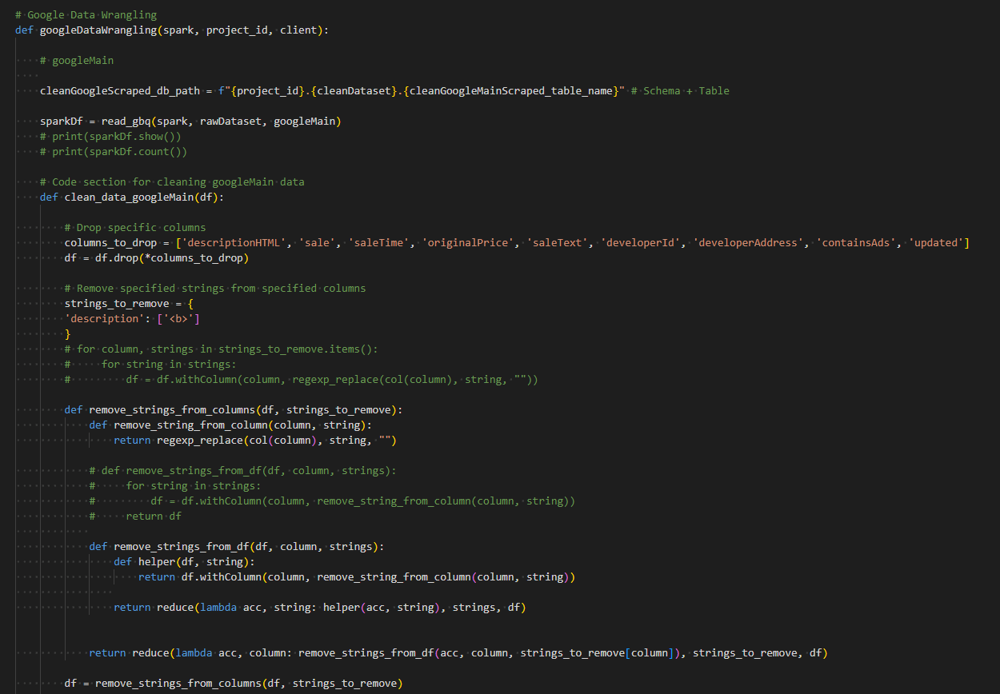 # Google Data Wrangling
def googleDataWrangling(spark, project_id, client):
    # googleMain
    cleanGoogleScraped_db_path = f"{project_id}.{cleanDataset}.{cleanGoogleMainScraped_table_name}" # Schema + Table
    sparkDf = read_gbq(spark, rawDataset, googleMain)
    # print(sparkDf.show())
    # print(sparkDf.count())
    # Code section for cleaning googleMain data
    def clean_data_googleMain(df):
        # Drop specific columns
        columns_to_drop = ['descriptionHTML', 'sale', 'saleTime', 'originalPrice', 'saleText', 'developerId', 'developerAddress', 'containsAds', 'updated']
        df = df.drop(*columns_to_drop)
        # Remove specified strings from specified columns
        strings_to_remove = {
        'description': ['<b>']
        }
        # for column, strings in strings_to_remove.items():
        #     for string in strings:
        #         df = df.withColumn(column, regexp_replace(col(column), string, ""))
        def remove_strings_from_columns(df, strings_to_remove):
            def remove_string_from_column(column, string):
                return regexp_replace(col(column), string, "")
            # def remove_strings_from_df(df, column, strings):
            #     for string in strings:
            #         df = df.withColumn(column, remove_string_from_column(column, string))
            #     return df
            def remove_strings_from_df(df, column, strings):
                def helper(df, string):
                    return df.withColumn(column, remove_string_from_column(column, string))
                return reduce(lambda acc, string: helper(acc, string), strings, df)
            return reduce(lambda acc, column: remove_strings_from_df(acc, column, strings_to_remove[column]), strings_to_remove, df)
        df = remove_strings_from_columns(df, strings_to_remove)